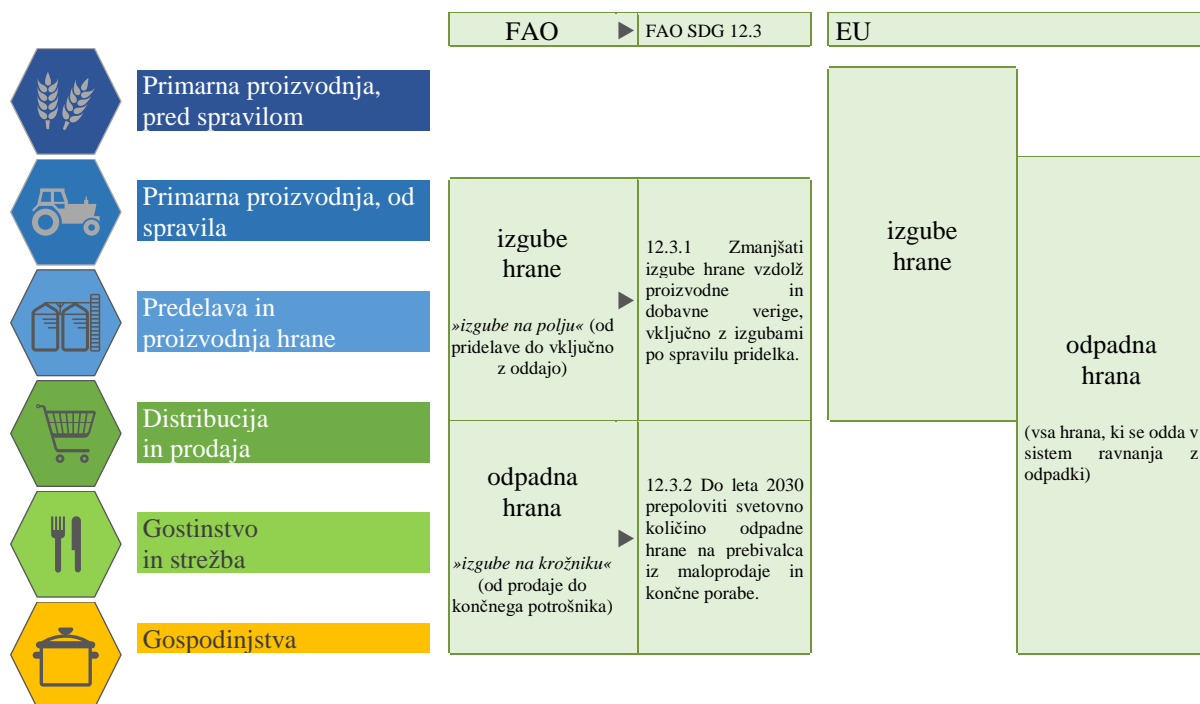 FAO
FAO SDG 12.3
EU
Primarna proizvodnja,
pred spravilom
Primarna proizvodnja, od
spravila
Predelava in
proizvodnja hrane
Distribucija
in prodaja
Gostinstvo
in strežba
Gospodinjstva
izgube
hrane
»izgube na polju« (od
pridelave do vključno
z oddajo)
12.3.1 Zmanjšati
izgube hrane vzdolž
proizvodne in
dobavne verige,
vključno z izgubami
po spravilu pridelka.
odpadna
hrana
»izgube na krožniku«
(od prodaje do
končnega potrošnika)
12.3.2 Do leta 2030
prepoloviti svetovno
količino odpadne
hrane na prebivalca
iz maloprodaje in
končne porabe.
izgube
hrane
odpadna
hrana
(vsa hrana, ki se odda v
sistem ravnanja z
odpadki)